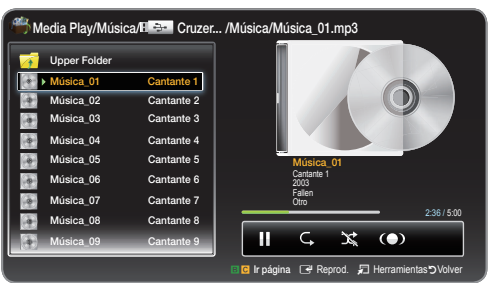 Media Play/Música/ Cruzer... /Música/Música_01.mp3
Upper Folder
Música_01 Cantante 1
Música_02 Cantante 2
Música_03 Cantante 3
Música_04 Cantante 4
Música_05 Cantante 5
Música_06 Cantante 6
Música_07 Cantante 7
Música_08 Cantante 8
Música_09 Cantante 9
Música_01
Cantante 1
2003
Fallen
Otro
2:36 / 5:00
B C Ir página Reprod. Herramientas Volver